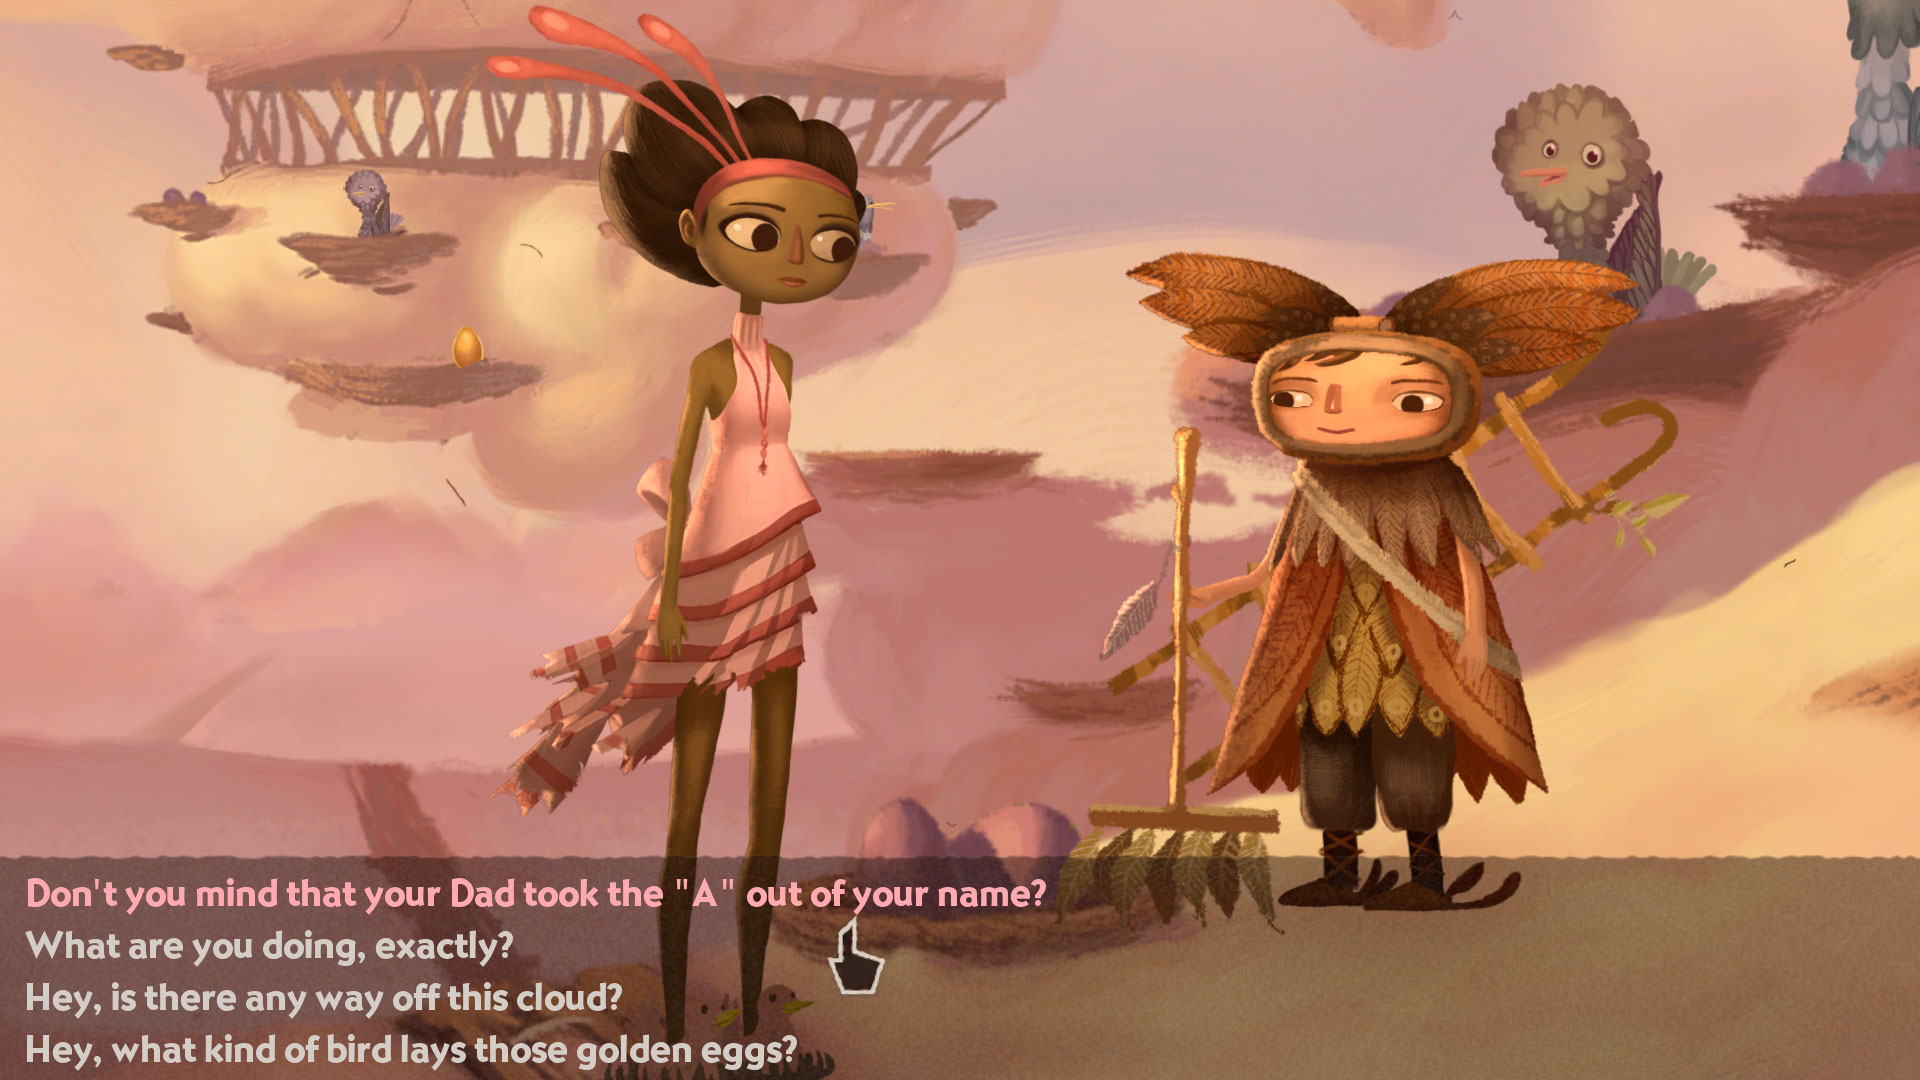 Don't you mind that your Dad took the "A" out of your name?
What are you doing, exactly?
Hey, is there any way off this cloud?
Hey, what kind of bird lays those golden eggs?